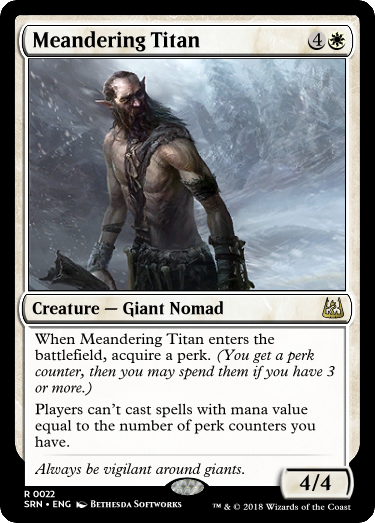 Meandering Titan 4
Creature — Giant Nomad
When Meandering Titan enters the
battlefield, acquire a perk. (You get a perk
counter, then you may spend them if you have 3
or more.)
Players can't cast spells with mana value
equal to the number of perk counters you
have.
Always be vigilant around giants.
4/4
R 0022
SRN • ENG BETHESDA SOFTWORKS
™ & © 2018 Wizards of the Coast